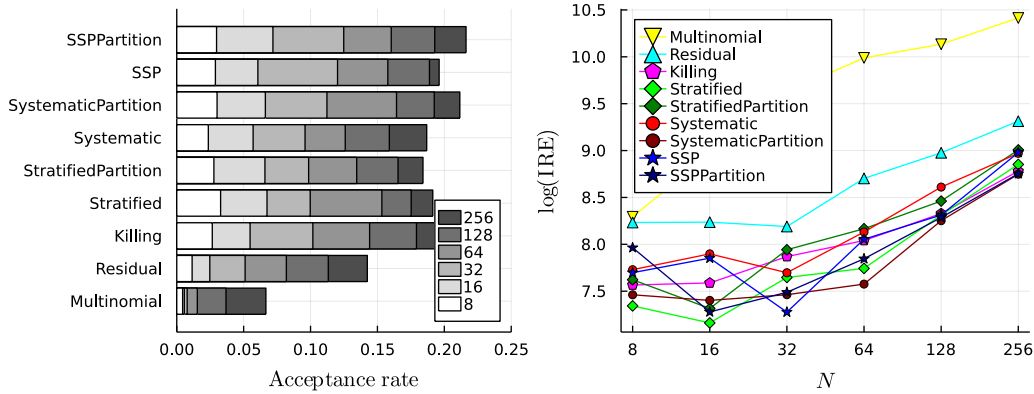 SSPPartition
SSP
SystematicPartition
Systematic
StratifiedPartition
Stratified
Killing
Residual
Multinomial
256
128
64
32
16
8
0.00 0.05 0.10 0.15 0.20 0.25
Acceptance rate
log(IRE)
10.5
10.0
9.5
9.0
8.5
8.0
7.5
Multinomial
Residual
Killing
Stratified
StratifiedPartition
Systematic
SystematicPartition
SSP
SSPPartition
8 16 32 64 128 256
N